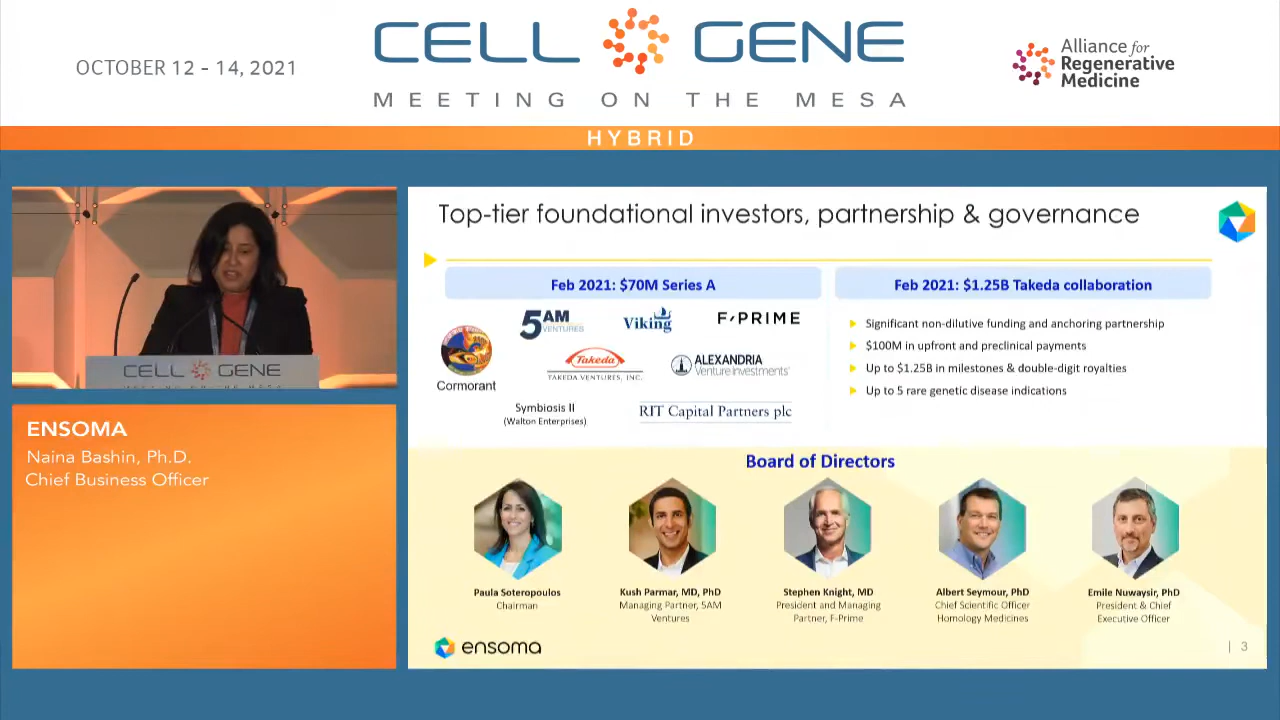 OCTOBER 12 - 14, 2021
CELL GENE
MEETING ON THE MESA
Alliance for
Regenerative
Medicine
HYBRID
CELL GENE
MEETING ON THE MESA
ENSOMA
Naina Bashin, Ph.D.
Chief Business Officer
Top-tier foundational investors, partnership & governance
Feb 2021: $70M Series A
5AM
VENTURES
Viking
F-PRIME
Cormorant
Takeda
TAKEDA VENTURES, INC.
ALEXANDRIA
Venture Investments
Symbiosis II
(Walton Enterprises)
RIT Capital Partners plc
Feb 2021: $1.25B Takeda collaboration
Significant non-dilutive funding and anchoring partnership
$100M in upfront and preclinical payments
Up to $1.25B in milestones & double-digit royalties
Up to 5 rare genetic disease indications
Board of Directors
Paula Soteropoulos
Chairman
Kush Parmar, MD, PhD
Managing Partner, 5AM
Ventures
Stephen Knight, MD
President and Managing
Partner, F-Prime
Albert Seymour, PhD
Chief Scientific Officer
Homology Medicines
Emile Nuwaysir, PhD
President & Chief
Executive Officer
ensoma
| 3